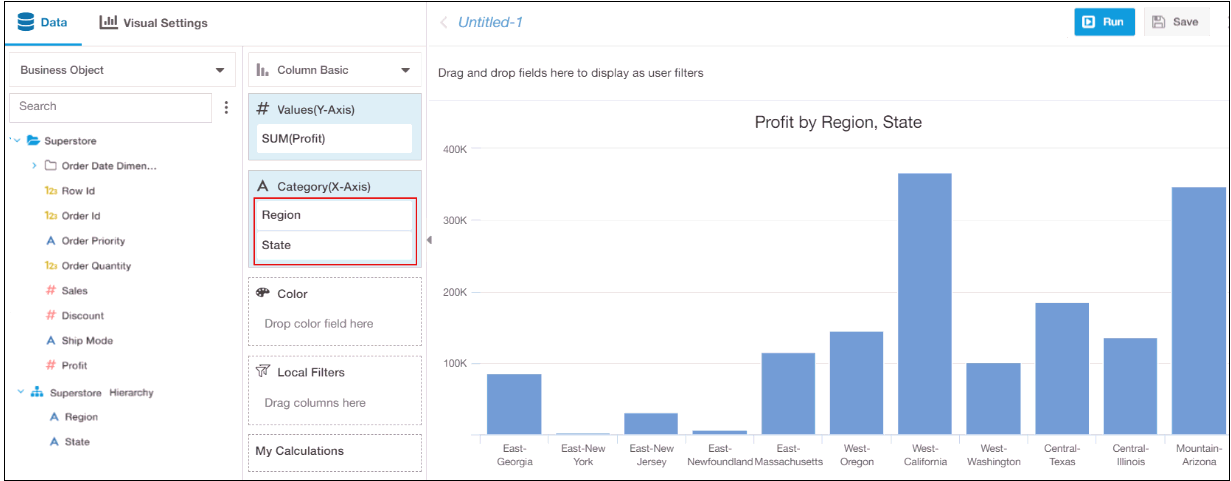 Data
Visual Settings
Untitled-1
Run
Save
Business Object
Search
Superstore
Order Date Dimen...
123 Row Id
123 Order Id
A Order Priority
123 Order Quantity
# Sales
# Discount
A Ship Mode
# Profit
Superstore Hierarchy
A Region
A State
Column Basic
# Values(Y-Axis)
SUM(Profit)
A Category(X-Axis)
Region
State
Color
Drop color field here
Local Filters
Drag columns here
My Calculations
Drag and drop fields here to display as user filters
Profit by Region, State
400K
300K
200K
100K
East-
Georgia
East-New
York
East-New
Jersey
East-
Newfoundland
East-
Massachusetts
West-
Oregon
West-
California
West-
Washington
Central-
Texas
Central-
Illinois
Mountain-
Arizona